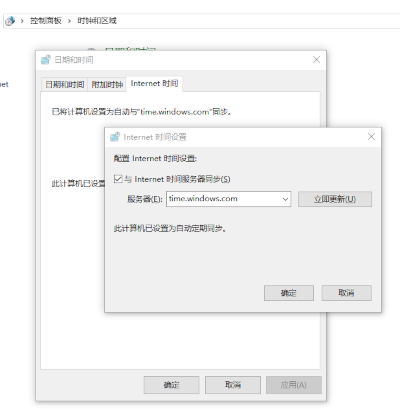 控制面板 › 时钟和区域
日期和时间
日期和时间
日期和时间 附加时钟 Internet 时间
已将计算机设置为自动与"time.windows.com"同步。
Internet 时间设置
配置 Internet 时间设置:
与 Internet 时间服务器同步(S)
服务器(E): time.windows.com 立即更新(U)
此计算机已设置
此计算机已设置为自动定期同步。
确定 取消
确定 取消 应用(A)